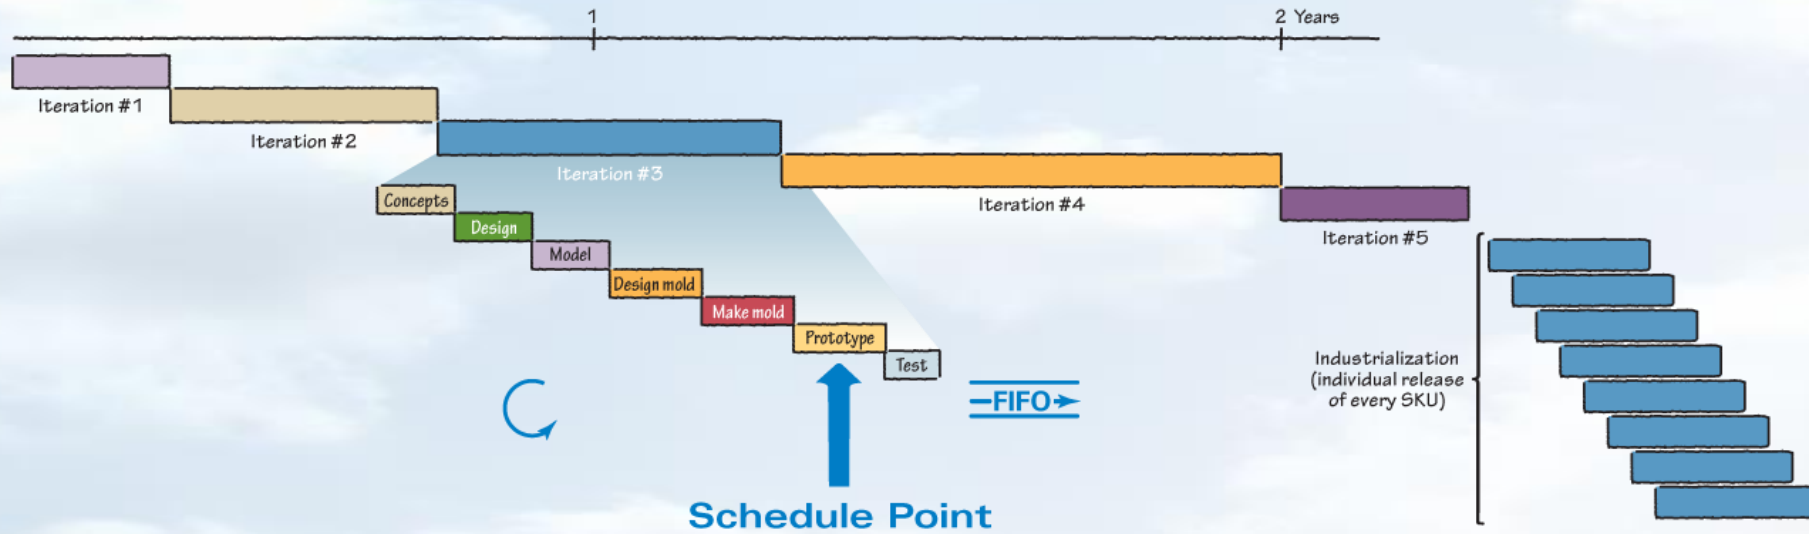 1
2 Years
Iteration #1
Iteration #2
Iteration #3
Iteration #4
Iteration #5
Concepts
Design
Model
Design mold
Make mold
Prototype
Test
FIFO
Schedule Point
Industrialization
(individual release
of every SKU)